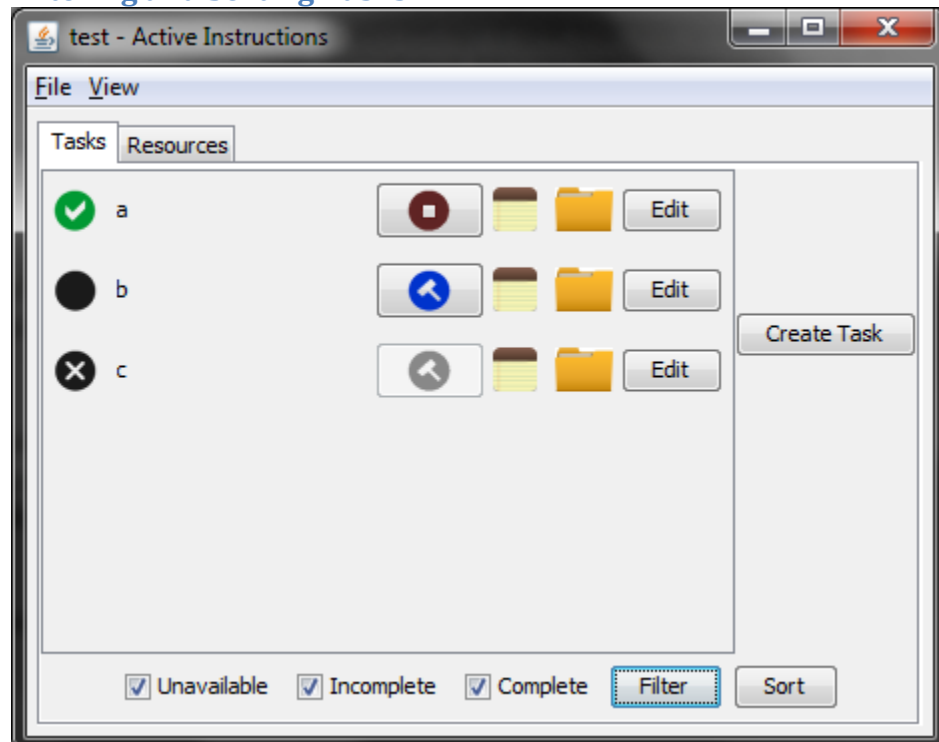 test - Active Instructions
File View
Tasks Resources
a Edit
b Edit
Create Task
c Edit
Unavailable Incomplete Complete Filter Sort